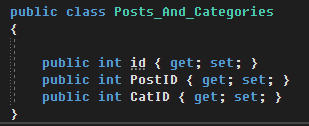 public class Posts_And_Categories
{
public int id { get; set; }
public int PostID { get; set; }
public int CatID { get; set; }
}